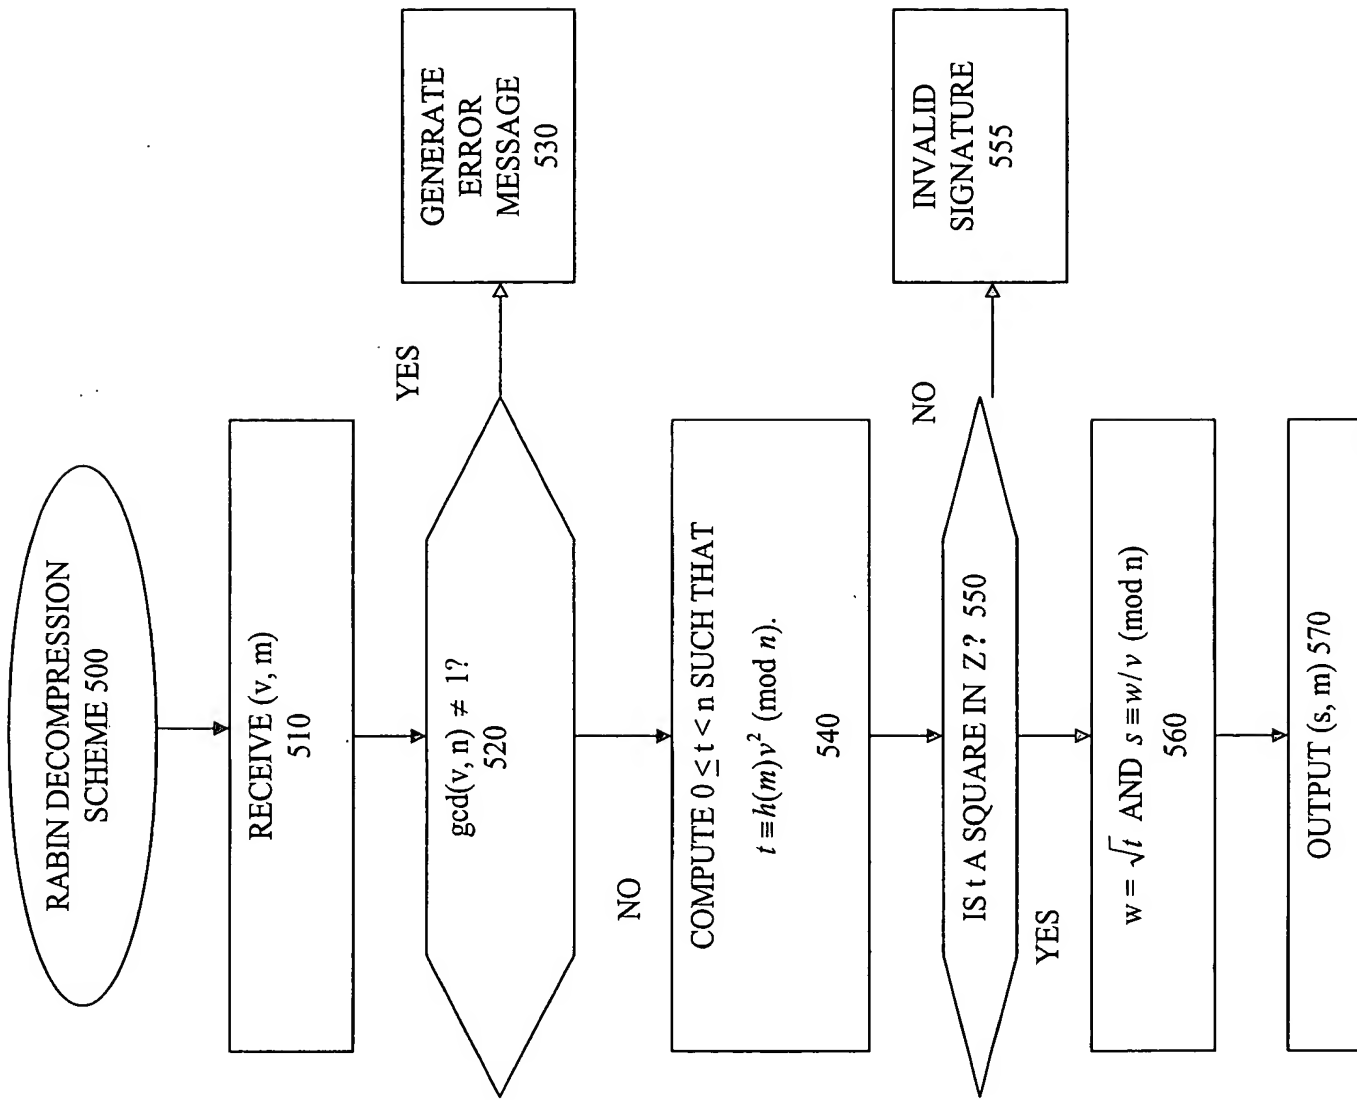 RABIN DECOMPRESSION
SCHEME 500
RECEIVE (v, m)
510
gcd(v, n) ≠ 1?
520
YES
GENERATE
ERROR
MESSAGE
530
NO
COMPUTE 0 ≤ t < n SUCH THAT
t ≡ h(m)v² (mod n).
540
IS t A SQUARE IN Z? 550
NO
INVALID
SIGNATURE
555
YES
w = √t AND s ≡ w/v (mod n)
560
OUTPUT (s, m) 570